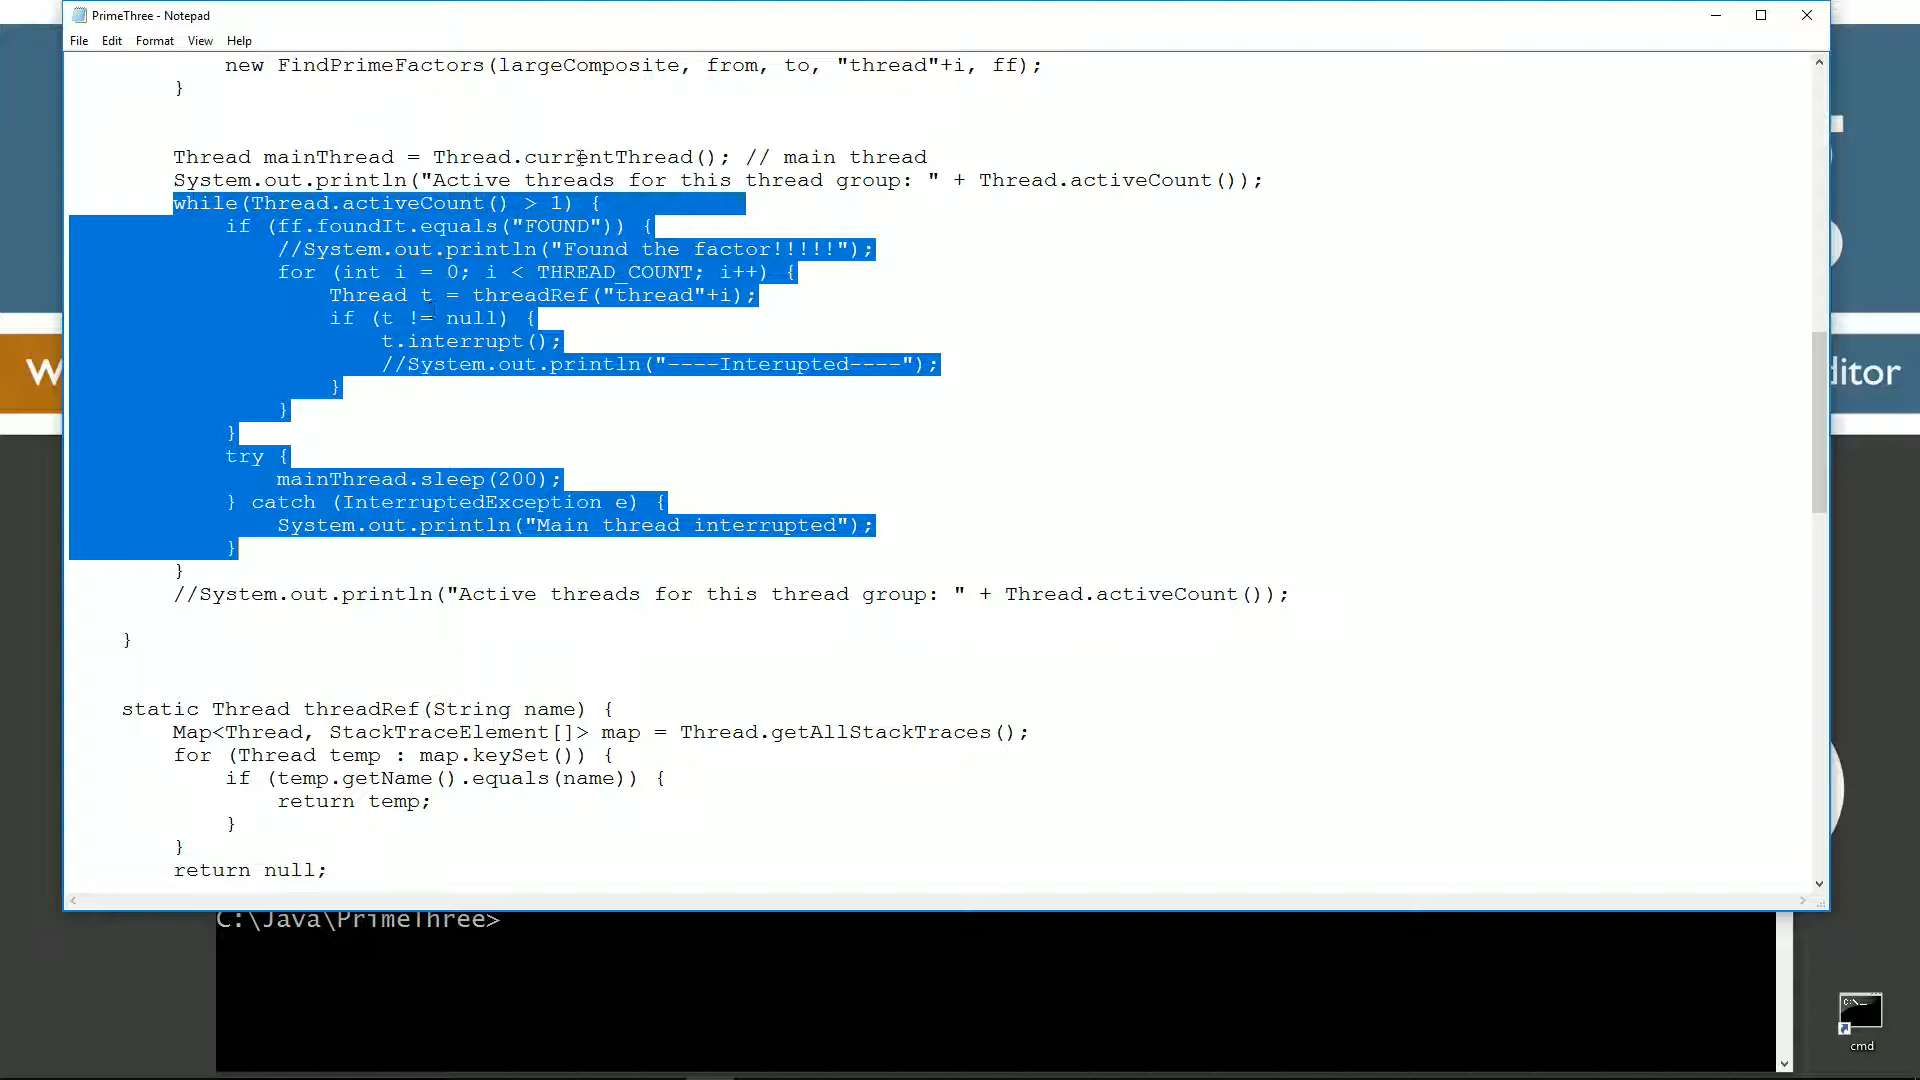 PrimeThree - Notepad
File Edit Format View Help
new FindPrimeFactors(largeComposite, from, to, "thread"+i, ff);
}
Thread mainThread = Thread.currentThread(); // main thread
System.out.println("Active threads for this thread group: " + Thread.activeCount());
while(Thread.activeCount() > 1) {
if (ff.foundIt.equals("FOUND")) {
//System.out.println("Found the factor!!!!!");
for (int i = 0; i < THREAD_COUNT; i++) {
Thread t = threadRef("thread"+i);
if (t != null) {
t.interrupt();
//System.out.println("----Interupted----");
}
}
}
try {
mainThread.sleep(200);
} catch (InterruptedException e) {
System.out.println("Main thread interrupted");
}
}
//System.out.println("Active threads for this thread group: " + Thread.activeCount());
}
static Thread threadRef(String name) {
Map<Thread, StackTraceElement[]> map = Thread.getAllStackTraces();
for (Thread temp : map.keySet()) {
if (temp.getName().equals(name)) {
return temp;
}
}
return null;
C:\Java\PrimeThree>
W
ditor
cmd